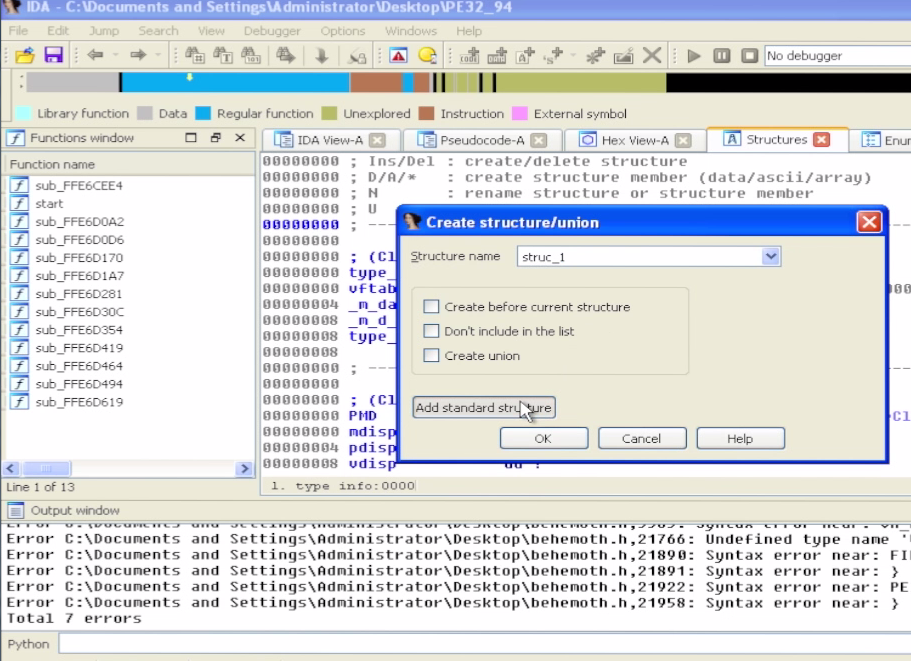 IDA - C:\Documents and Settings\Administrator\Desktop\PE32_94
File Edit Jump Search View Debugger Options Windows Help
No debugger
Library function Data Regular function Unexplored Instruction External symbol
Functions window
IDA View-A Pseudocode-A Hex View-A Structures Enum
Function name
sub_FFE6CEE4
start
sub_FFE6D0A2
sub_FFE6D0D6
sub_FFE6D170
sub_FFE6D1A7
sub_FFE6D281
sub_FFE6D30C
sub_FFE6D354
sub_FFE6D419
sub_FFE6D464
sub_FFE6D494
sub_FFE6D619
Line 1 of 13
00000000 ; Ins/Del : create/delete structure
00000000 ; D/A/* : create structure member (data/ascii/array)
00000000 ; N : rename structure or structure member
00000000 ; U
00000000 ; ---
00000000
00000000 ; (Cl
00000000 type_
00000000 vftab
00000004 _m_da
00000008 _m_d_
00000008 type_
00000008
00000000 ; ---
00000000
00000000 ; (Cl
00000000 PMD
00000000 mdisp
00000004 pdisp
00000008 vdisp dd ?
1. type info:0000
Create structure/union
Structure name struc_1
Create before current structure
Don't include in the list
Create union
Add standard structure
OK Cancel Help
Output window
Error C:\Documents and Settings\Administrator\Desktop\behemoth.h,21766: Undefined type name '
Error C:\Documents and Settings\Administrator\Desktop\behemoth.h,21890: Syntax error near: FI
Error C:\Documents and Settings\Administrator\Desktop\behemoth.h,21891: Syntax error near: }
Error C:\Documents and Settings\Administrator\Desktop\behemoth.h,21922: Syntax error near: PE
Error C:\Documents and Settings\Administrator\Desktop\behemoth.h,21958: Syntax error near: }
Total 7 errors
Python